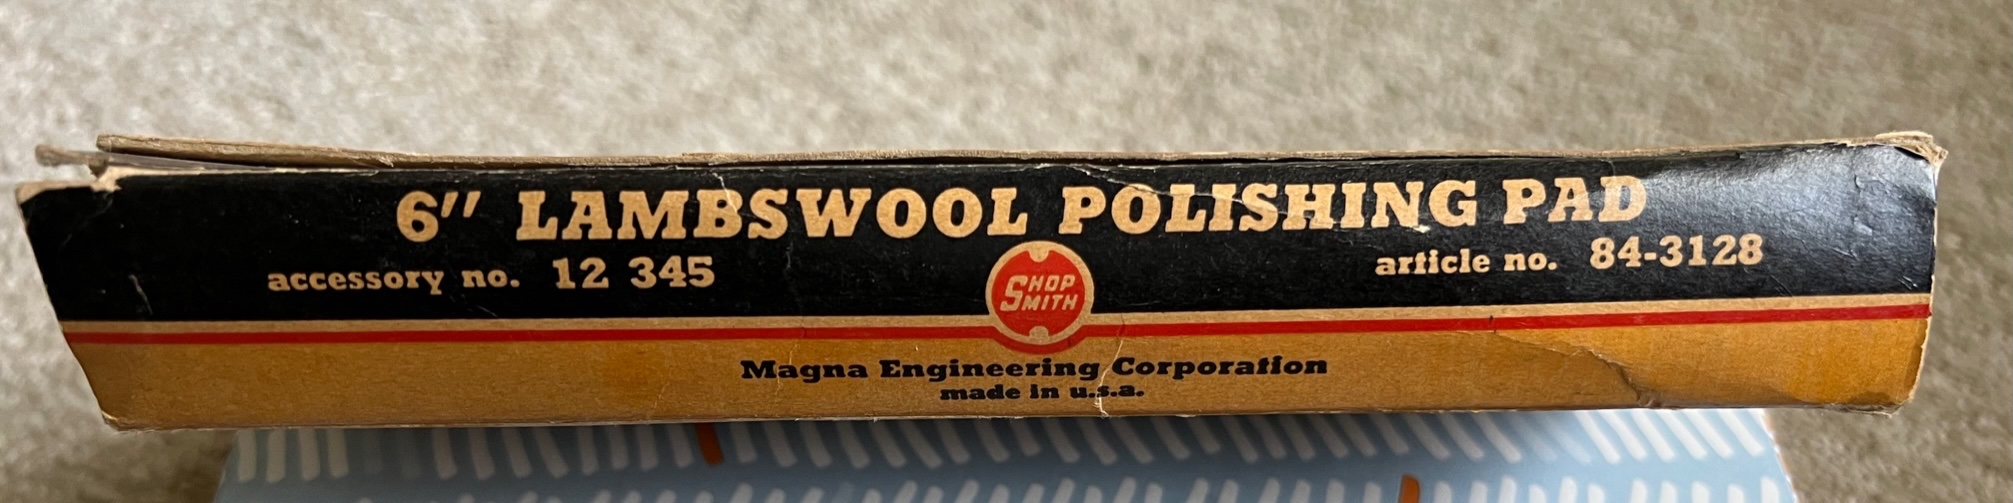 6" LAMBSWOOL POLISHING PAD
accessory no. 12 345
article no. 84-3128
SHOP
SMITH
Magna Engineering Corporation
made in u.s.a.